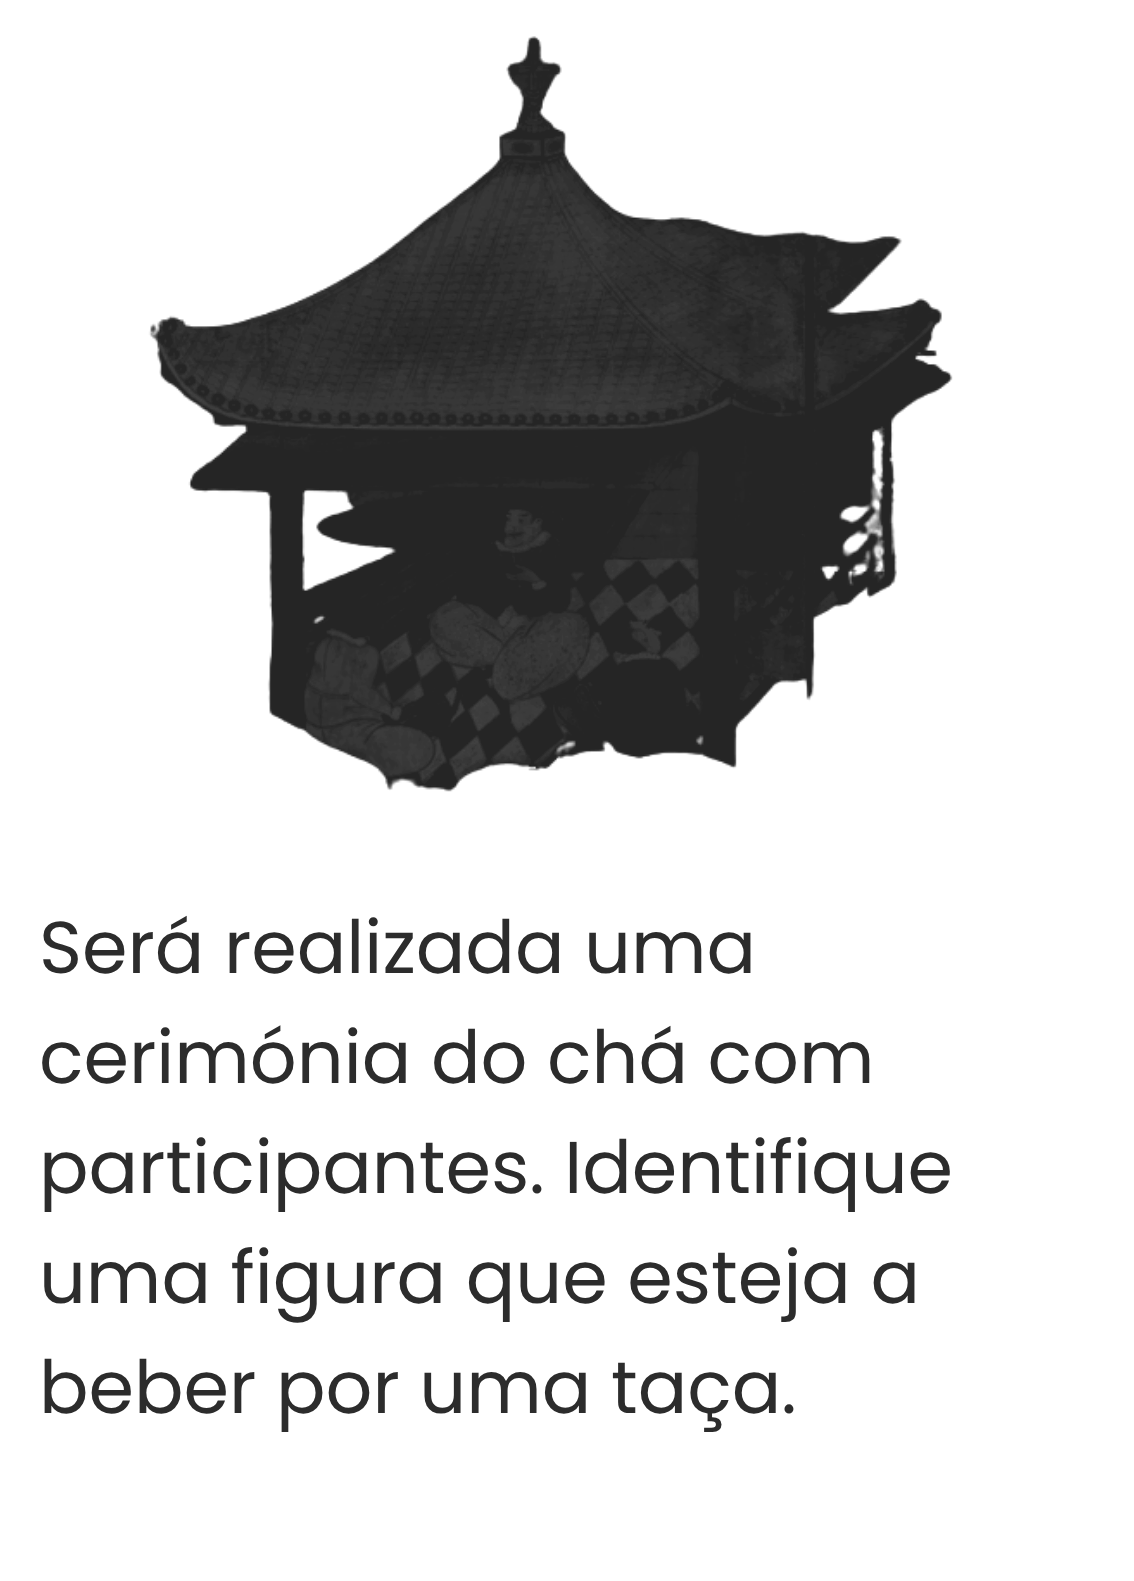 Será realizada uma
cerimónia do chá com
participantes. Identifique
uma figura que esteja a
beber por uma taça.